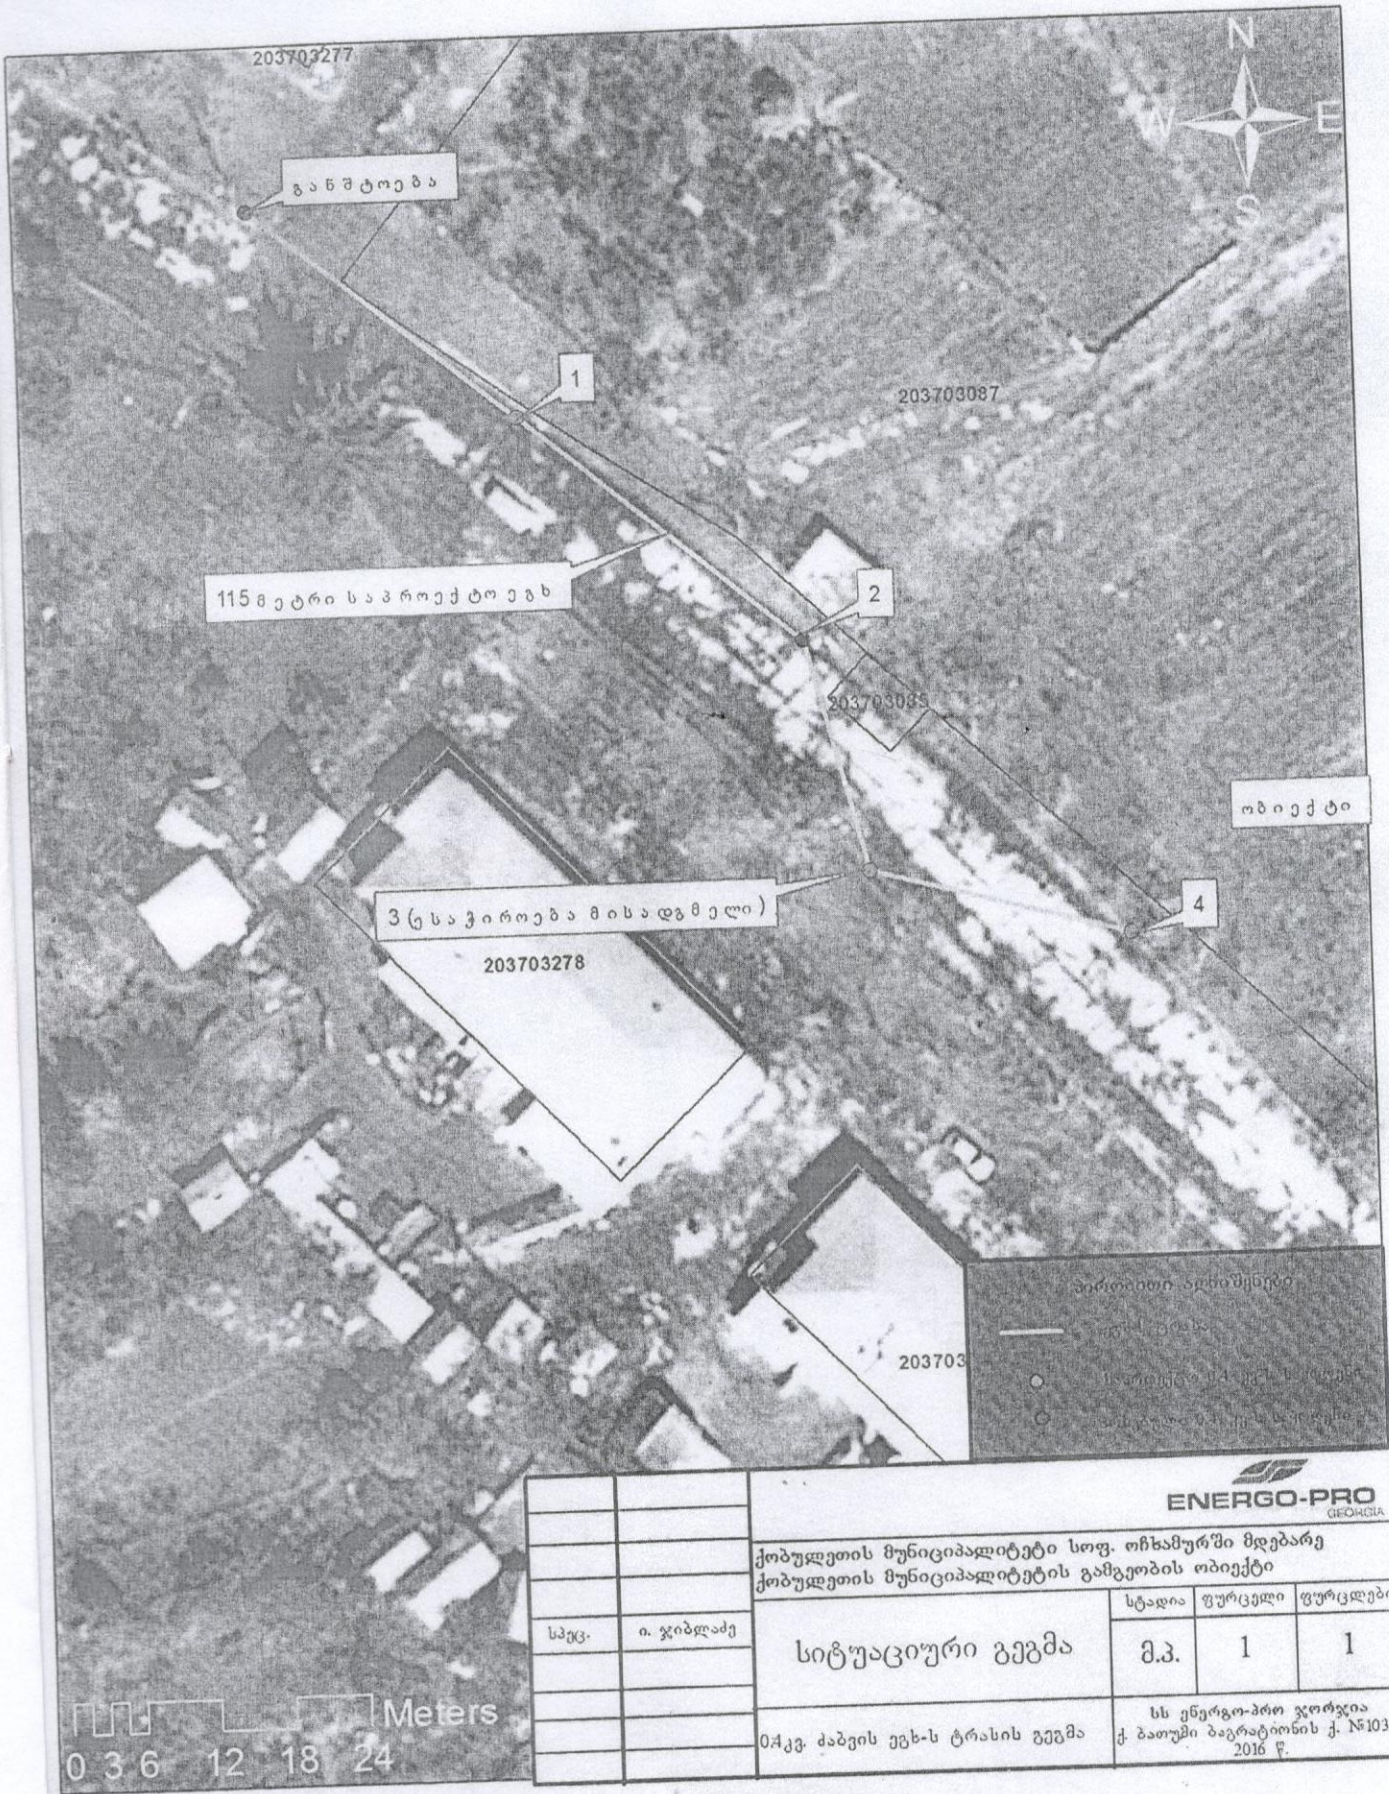 203703277
N
W E
S
განშტოება
1
203703087
115 მეტრი საპროექტო ეგხ
2
203703085
ობიექტი
3 (ესაჭიროება მისადგმელი)
4
203703278
პირობითი აღნიშვნები
203703
ENERGO-PRO
GEORGIA
ქობულეთის მუნიციპალიტეტი სოფ. ოჩხამურში მდებარე
ქობულეთის მუნიციპალიტეტის გამგეობის ობიექტი
სტადია ფურცელი ფურცლები
სპეც. ი. ჯიბლაძე
სიტუაციური გეგმა
მ.პ. 1 1
0.4კვ. ძაბვის ეგხ-ს ტრასის გეგმა
სს ენერგო-პრო ჯორჯია
ქ. ბათუმი ბაგრატიონის ქ. №103
2016 წ.
Meters
0 3 6 12 18 24